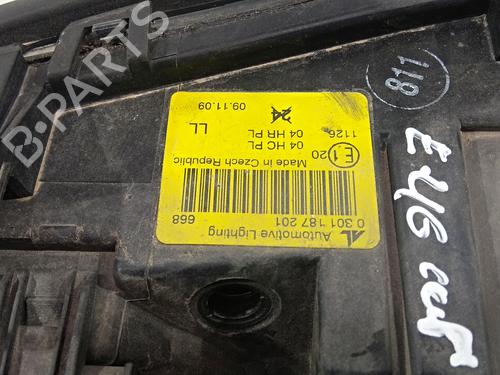 AL Automotive Lighting
0 301 187 201
668
Made in Czech Republic
E1 20
04 HC PL
04 HR PL
1126
LL
24
09.11.09
811
E46
B-PARTS